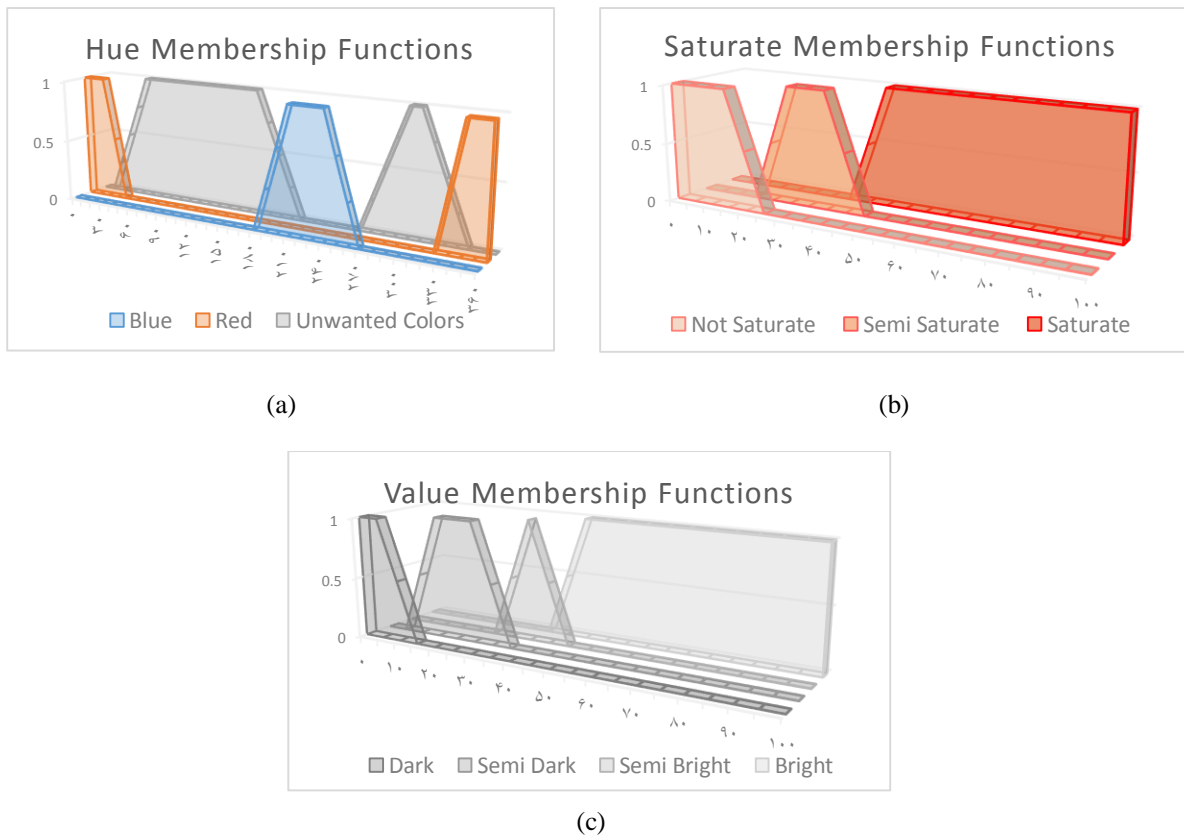 Hue Membership Functions
1
0.5
0
۰ ۳۰ ۶۰ ۹۰ ۱۲۰ ۱۵۰ ۱۸۰ ۲۱۰ ۲۴۰ ۲۷۰ ۳۰۰ ۳۳۰ ۳۶۰
Blue Red Unwanted Colors
(a)
Saturate Membership Functions
1
0.5
0
۰ ۱۰ ۲۰ ۳۰ ۴۰ ۵۰ ۶۰ ۷۰ ۸۰ ۹۰ ۱۰۰
Not Saturate Semi Saturate Saturate
(b)
Value Membership Functions
1
0.5
0
۰ ۱۰ ۲۰ ۳۰ ۴۰ ۵۰ ۶۰ ۷۰ ۸۰ ۹۰ ۱۰۰
Dark Semi Dark Semi Bright Bright
(c)